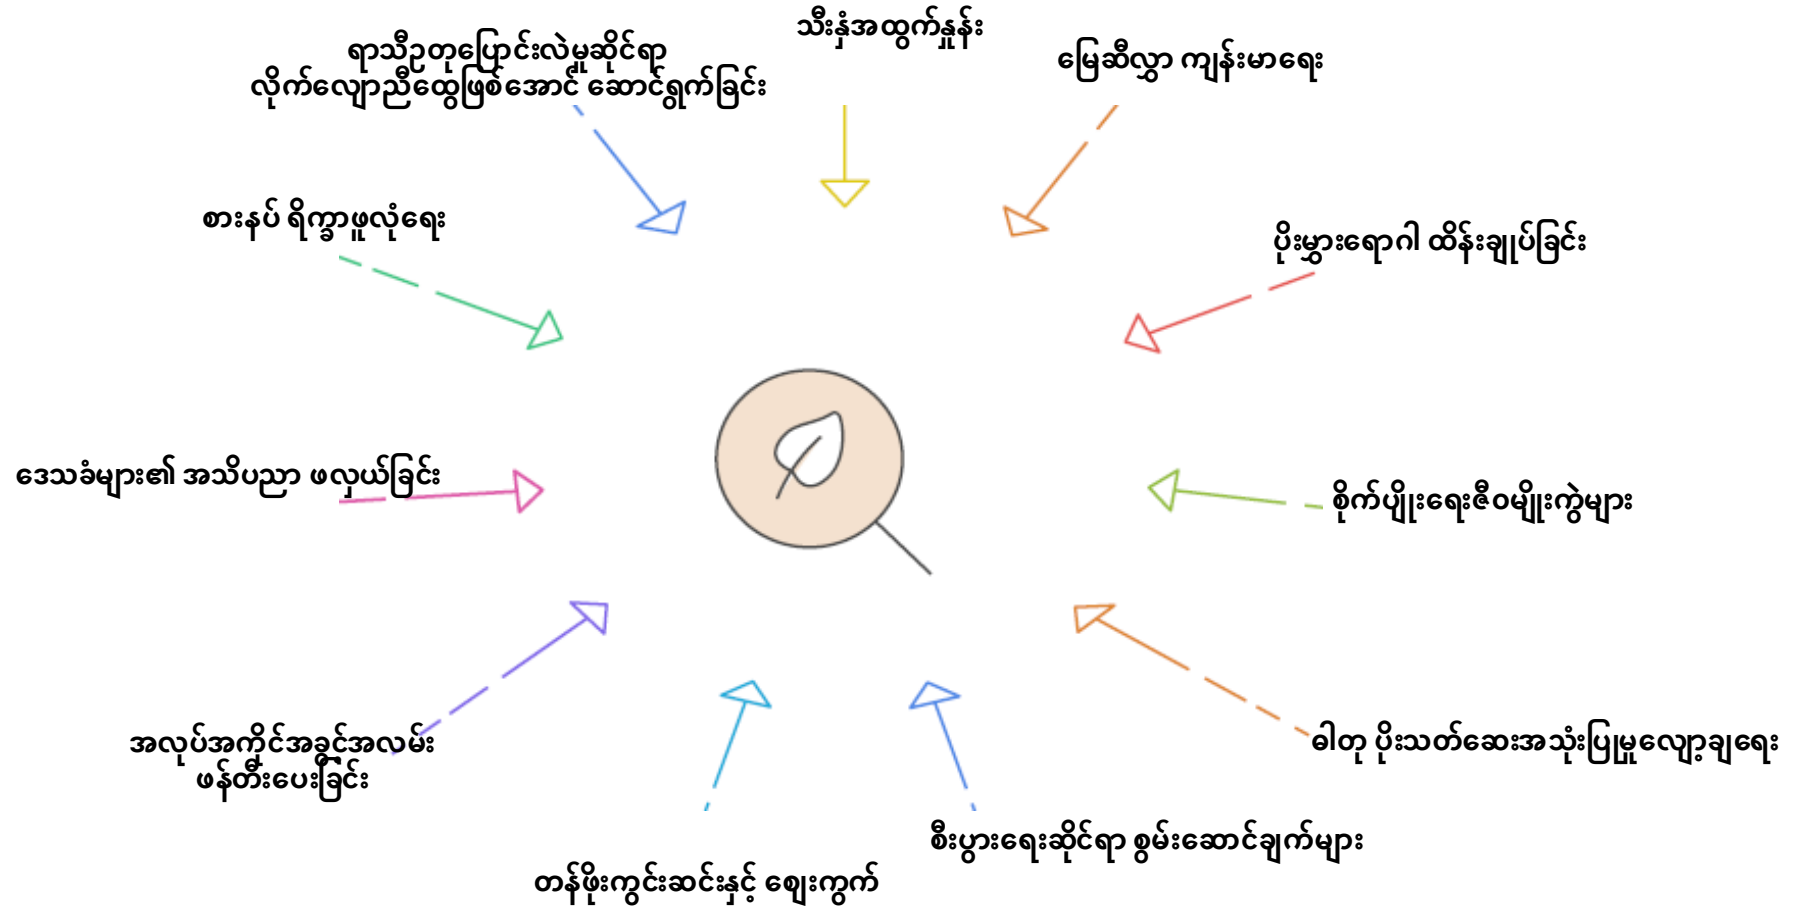 သီးနှံအထွက်နှုန်း
ရာသီဥတုပြောင်းလဲမှုဆိုင်ရာ
လိုက်လျောညီထွေဖြစ်အောင် ဆောင်ရွက်ခြင်း
မြေဆီလွှာ ကျန်းမာရေး
စားနပ် ရိက္ခာဖူလုံရေး
ပိုးမွှားရောဂါ ထိန်းချုပ်ခြင်း
ဒေသခံများ၏ အသိပညာ ဖလှယ်ခြင်း
စိုက်ပျိုးရေးဇီဝမျိုးကွဲများ
အလုပ်အကိုင်အခွင့်အလမ်း
ဖန်တီးပေးခြင်း
ဓါတု ပိုးသတ်ဆေးအသုံးပြုမှုလျော့ချရေး
စီးပွားရေးဆိုင်ရာ စွမ်းဆောင်ချက်များ
တန်ဖိုးကွင်းဆင်းနှင့် ဈေးကွက်